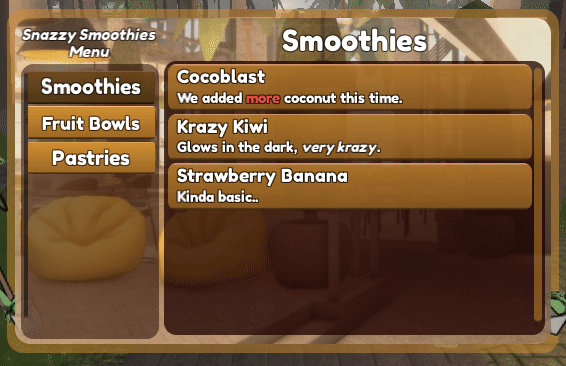 Snazzy Smoothies
Menu
Smoothies
Fruit Bowls
Pastries
Smoothies
Cocoblast
We added more coconut this time.
Krazy Kiwi
Glows in the dark, very krazy.
Strawberry Banana
Kinda basic..